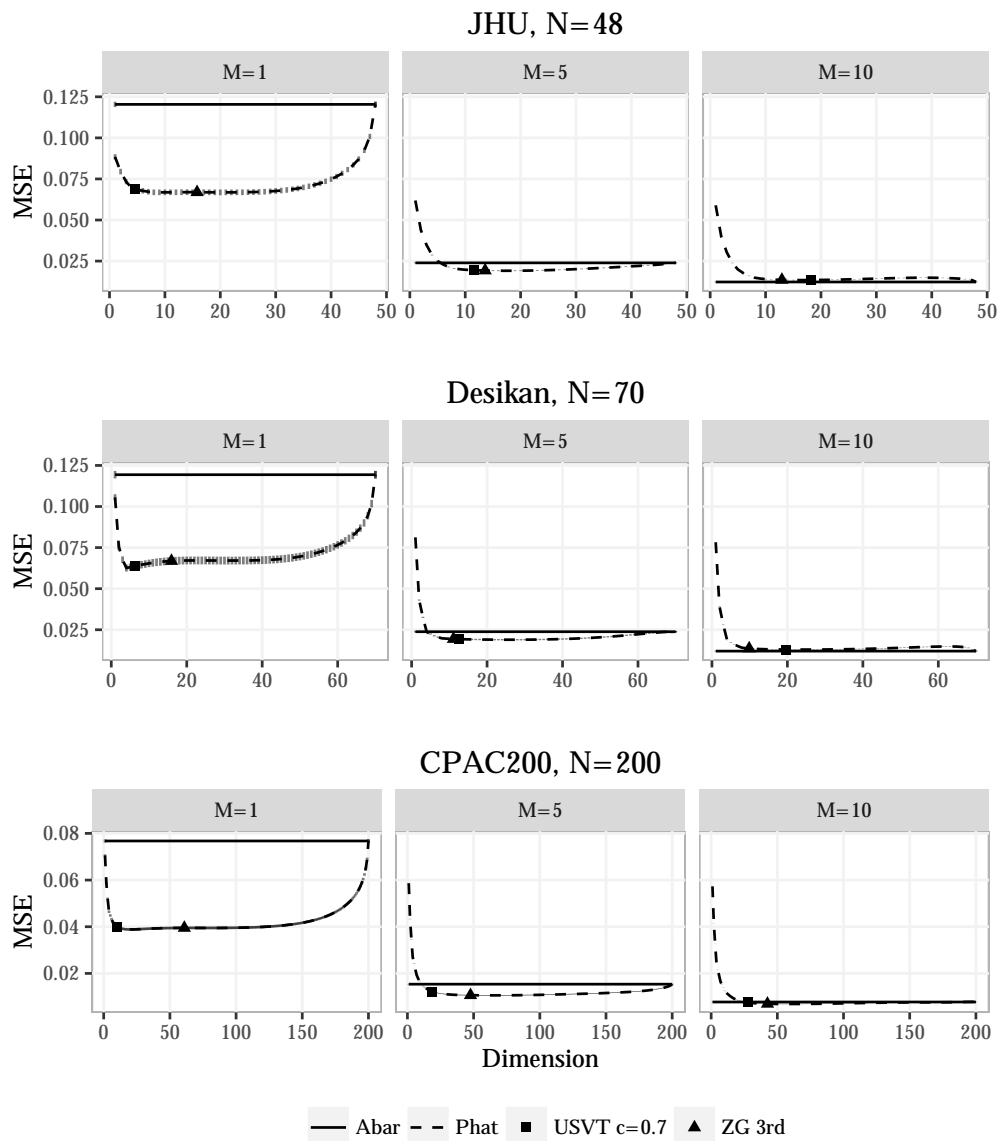 JHU, N=48
M=1 M=5 M=10
0.125
0.100
0.075
0.050
0.025
MSE
0 10 20 30 40 50 0 10 20 30 40 50 0 10 20 30 40 50
Desikan, N=70
M=1 M=5 M=10
0.125
0.100
0.075
0.050
0.025
MSE
0 20 40 60 0 20 40 60 0 20 40 60
CPAC200, N=200
M=1 M=5 M=10
0.08
0.06
0.04
0.02
MSE
0 50 100 150 200 0 50 100 150 200 0 50 100 150 200
Dimension
Abar Phat USVT c=0.7 ZG 3rd